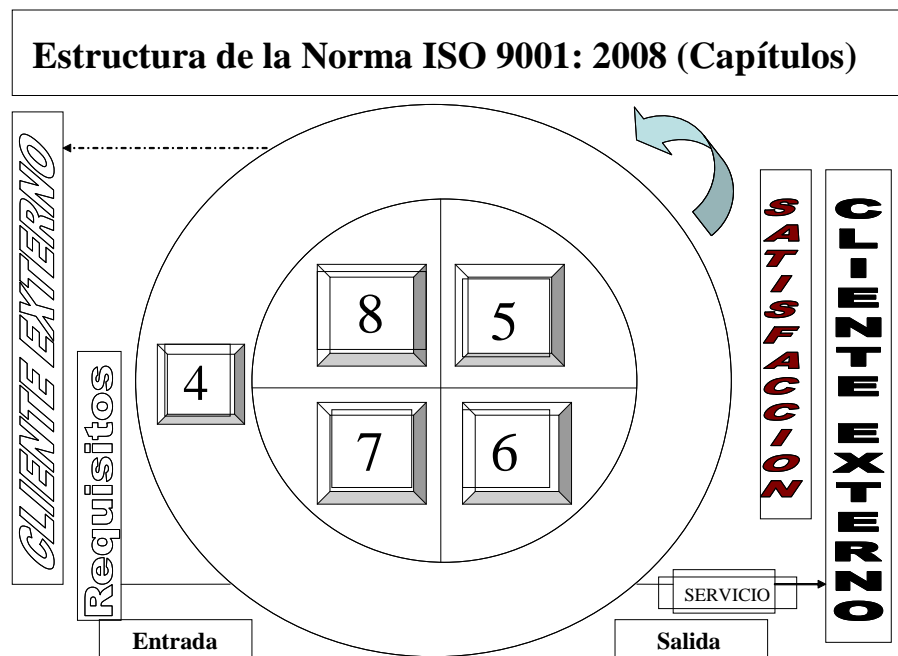 Estructura de la Norma ISO 9001: 2008 (Capítulos)
CLIENTE EXTERNO
Requisitos
4
8
5
7
6
SATISFACCION
CLIENTE EXTERNO
SERVICIO
Entrada
Salida